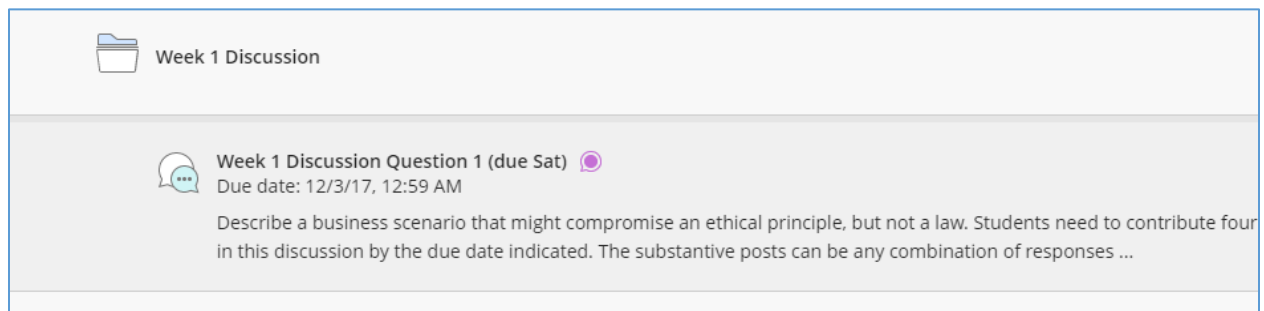 Week 1 Discussion
Week 1 Discussion Question 1 (due Sat)
Due date: 12/3/17, 12:59 AM
Describe a business scenario that might compromise an ethical principle, but not a law. Students need to contribute four
in this discussion by the due date indicated. The substantive posts can be any combination of responses ...